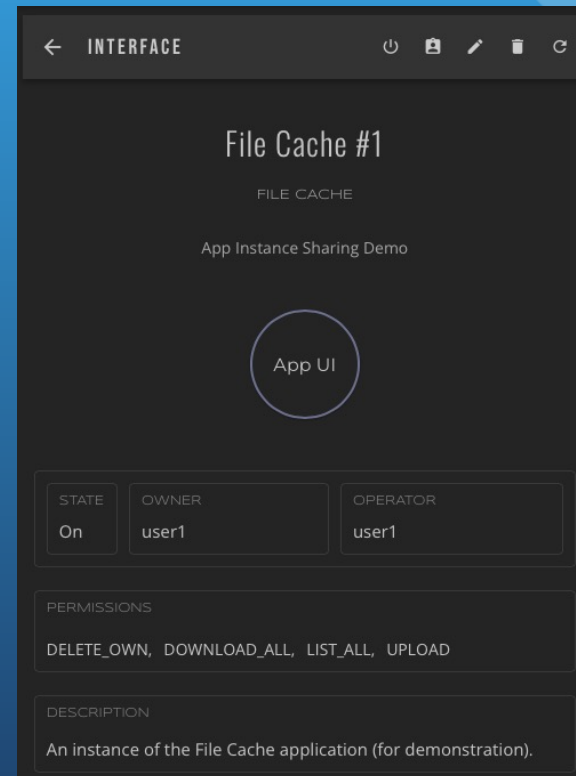 INTERFACE
File Cache #1
FILE CACHE
App Instance Sharing Demo
App UI
STATE OWNER OPERATOR
On user1 user1
PERMISSIONS
DELETE_OWN, DOWNLOAD_ALL, LIST_ALL, UPLOAD
DESCRIPTION
An instance of the File Cache application (for demonstration).